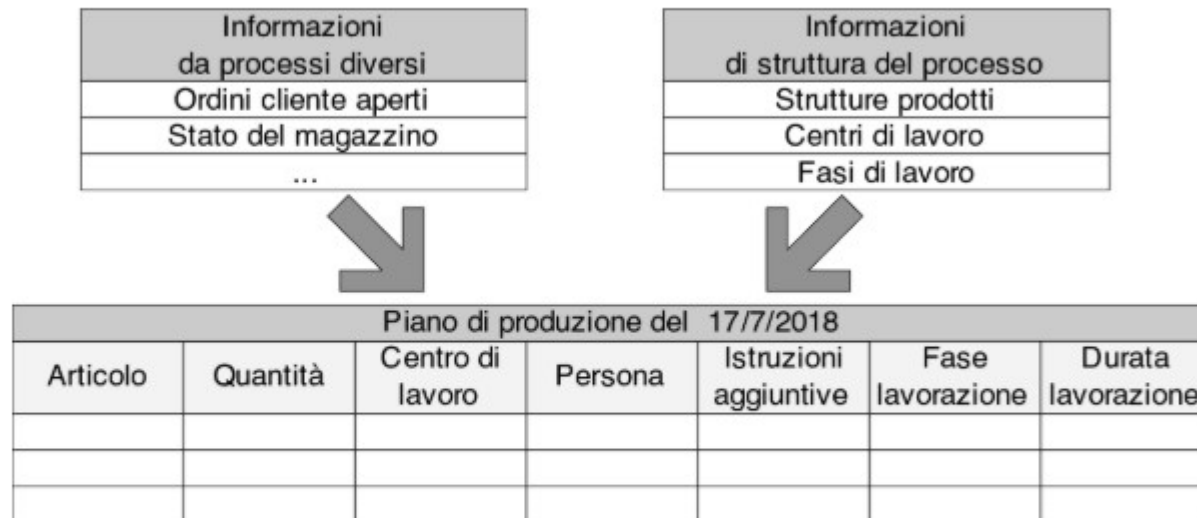 Informazioni
da processi diversi
Ordini cliente aperti
Stato del magazzino
...
Informazioni
di struttura del processo
Strutture prodotti
Centri di lavoro
Fasi di lavoro
Piano di produzione del 17/7/2018
Articolo
Quantità
Centro di
lavoro
Persona
Istruzioni
aggiuntive
Fase
lavorazione
Durata
lavorazione